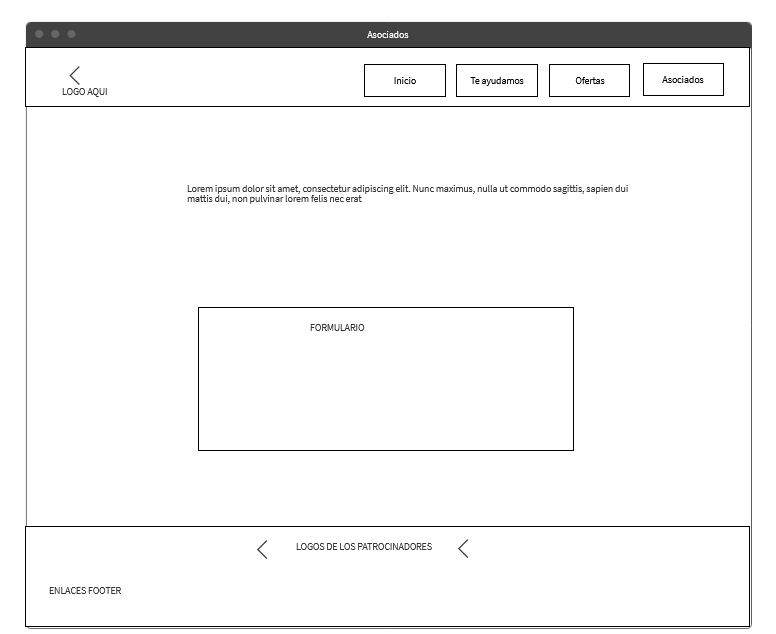 Asociados
LOGO AQUI
Inicio
Te ayudamos
Ofertas
Asociados
Lorem ipsum dolor sit amet, consectetur adipiscing elit. Nunc maximus, nulla ut commodo sagittis, sapien dui
mattis dui, non pulvinar lorem felis nec erat
FORMULARIO
LOGOS DE LOS PATROCINADORES
ENLACES FOOTER